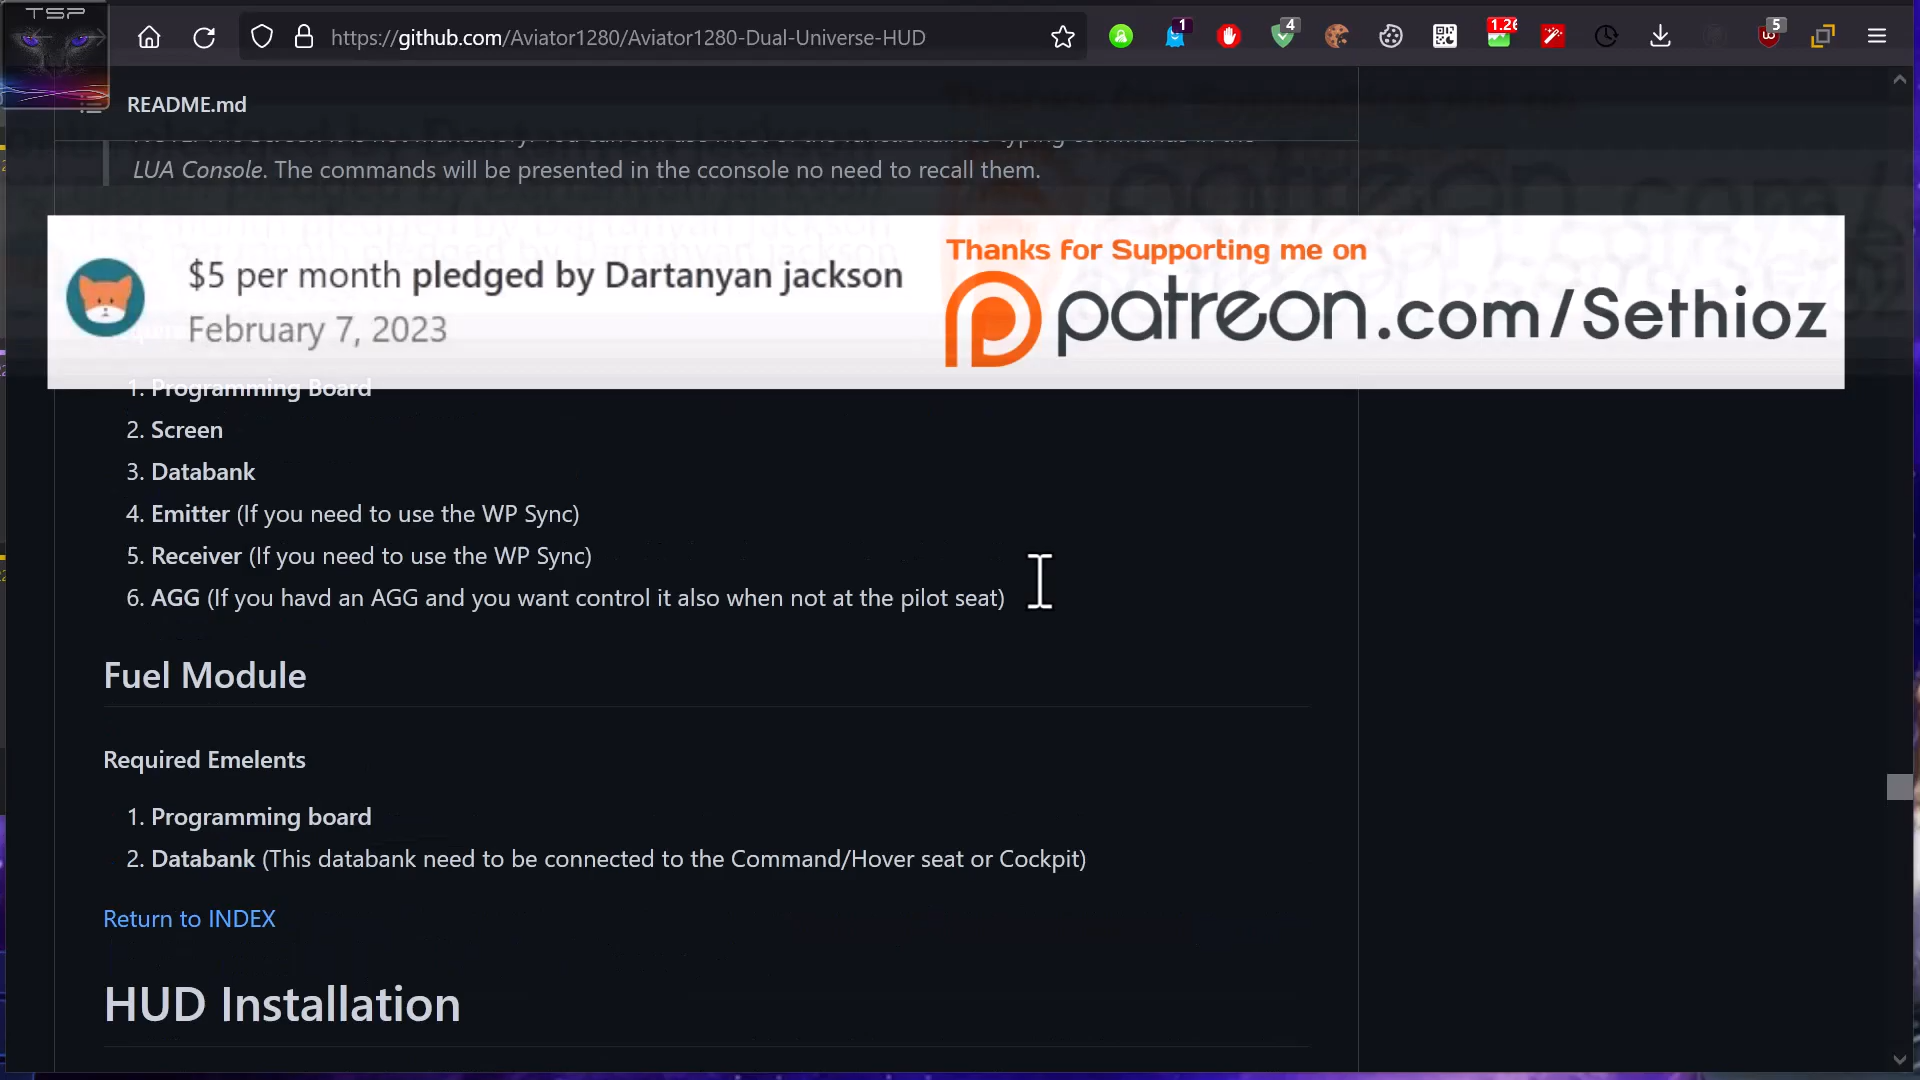 TSP
https://github.com/Aviator1280/Aviator1280-Dual-Universe-HUD
1
4
1.26
5
README.md
LUA Console. The commands will be presented in the cconsole no need to recall them.
Thanks for Supporting me on
$5 per month pledged by Dartanyan jackson
patreon.com/Sethioz
February 7, 2023
1. Programming Board
2. Screen
3. Databank
4. Emitter (If you need to use the WP Sync)
5. Receiver (If you need to use the WP Sync)
6. AGG (If you havd an AGG and you want control it also when not at the pilot seat)
Fuel Module
Required Emelents
1. Programming board
2. Databank (This databank need to be connected to the Command/Hover seat or Cockpit)
Return to INDEX
HUD Installation